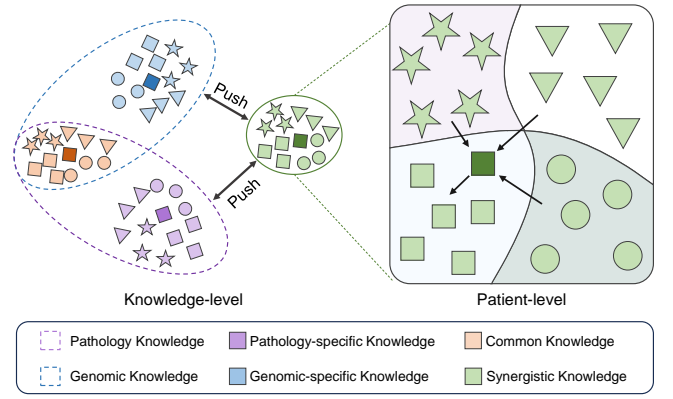 Push
Push
Knowledge-level
Patient-level
Pathology Knowledge
Pathology-specific Knowledge
Common Knowledge
Genomic Knowledge
Genomic-specific Knowledge
Synergistic Knowledge